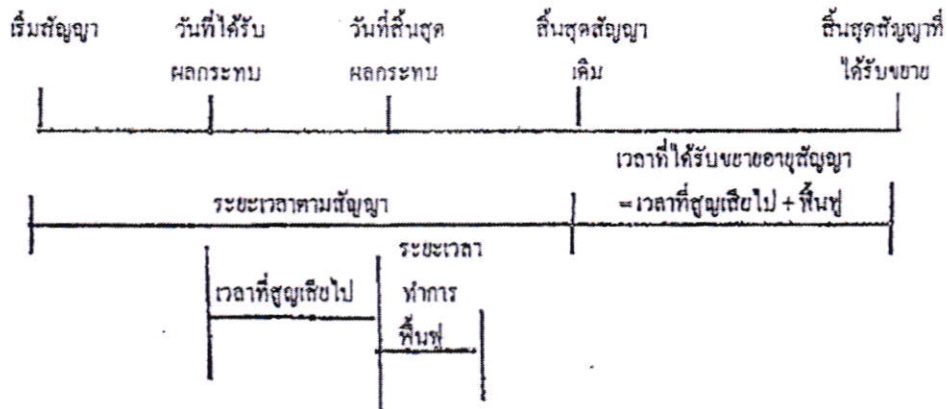 เริ่มสัญญา วันที่ได้รับ วันที่สิ้นสุด สิ้นสุดสัญญา สิ้นสุดสัญญาที่
ผลกระทบ ผลกระทบ เดิม ได้รับขยาย
เวลาที่ได้รับขยายอายุสัญญา
ระยะเวลาตามสัญญา = เวลาที่สูญเสียไป + ฟื้นฟู
ระยะเวลา
เวลาที่สูญเสียไป ทำการ
ฟื้นฟู